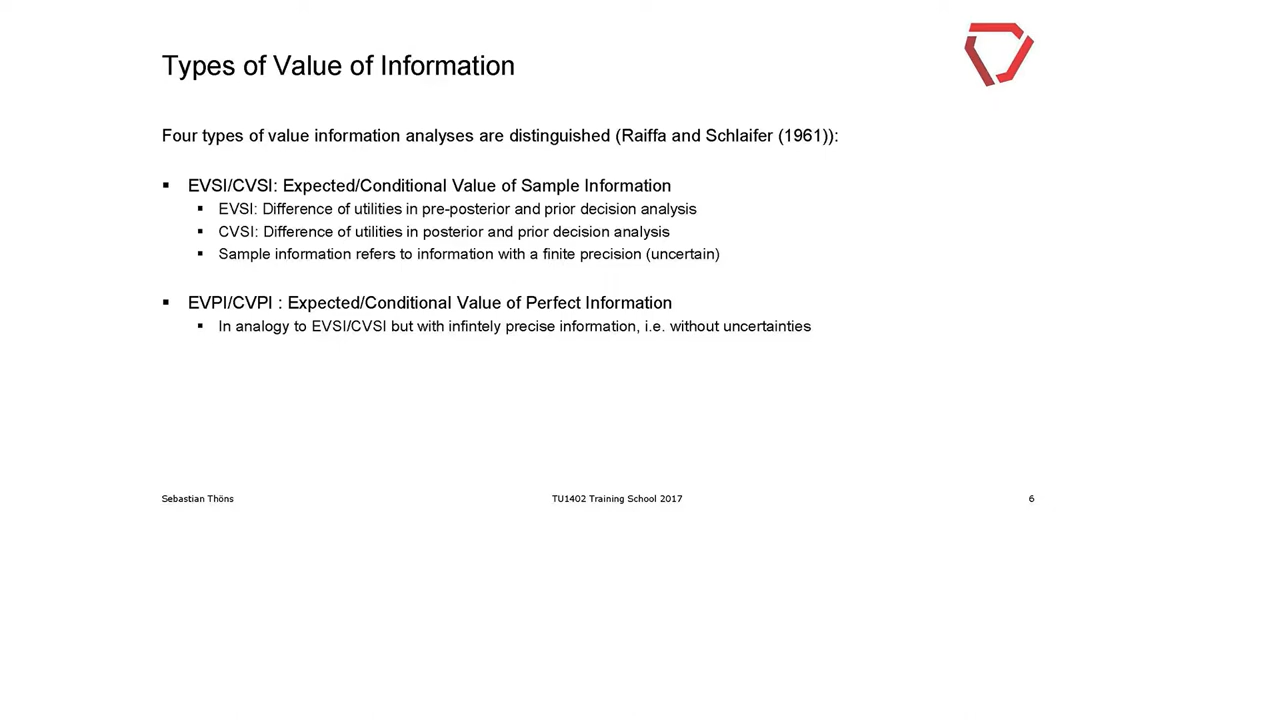 Types of Value of Information
Four types of value information analyses are distinguished (Raiffa and Schlaifer (1961)):
▪ EVSI/CVSI: Expected/Conditional Value of Sample Information
▪ EVSI: Difference of utilities in pre-posterior and prior decision analysis
▪ CVSI: Difference of utilities in posterior and prior decision analysis
▪ Sample information refers to information with a finite precision (uncertain)
▪ EVPI/CVPI : Expected/Conditional Value of Perfect Information
▪ In analogy to EVSI/CVSI but with infintely precise information, i.e. without uncertainties
Sebastian Thöns TU1402 Training School 2017 6